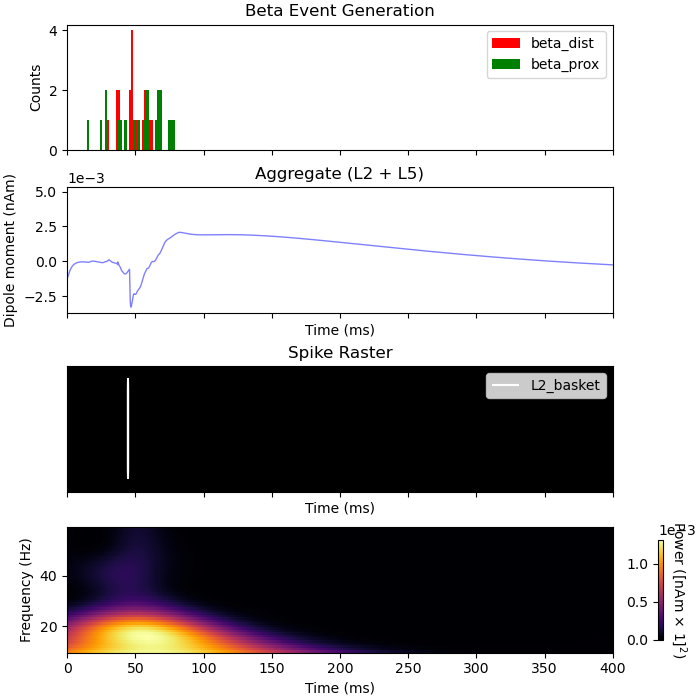 Beta Event Generation
Counts
4
2
0
beta_dist
beta_prox
Aggregate (L2 + L5)
1e−3
Dipole moment (nAm)
5.0
2.5
0.0
−2.5
Time (ms)
Spike Raster
L2_basket
Time (ms)
Frequency (Hz)
40
20
0 50 100 150 200 250 300 350 400
Time (ms)
1.0
0.5
0.0
Power ([nAm × 1]²)